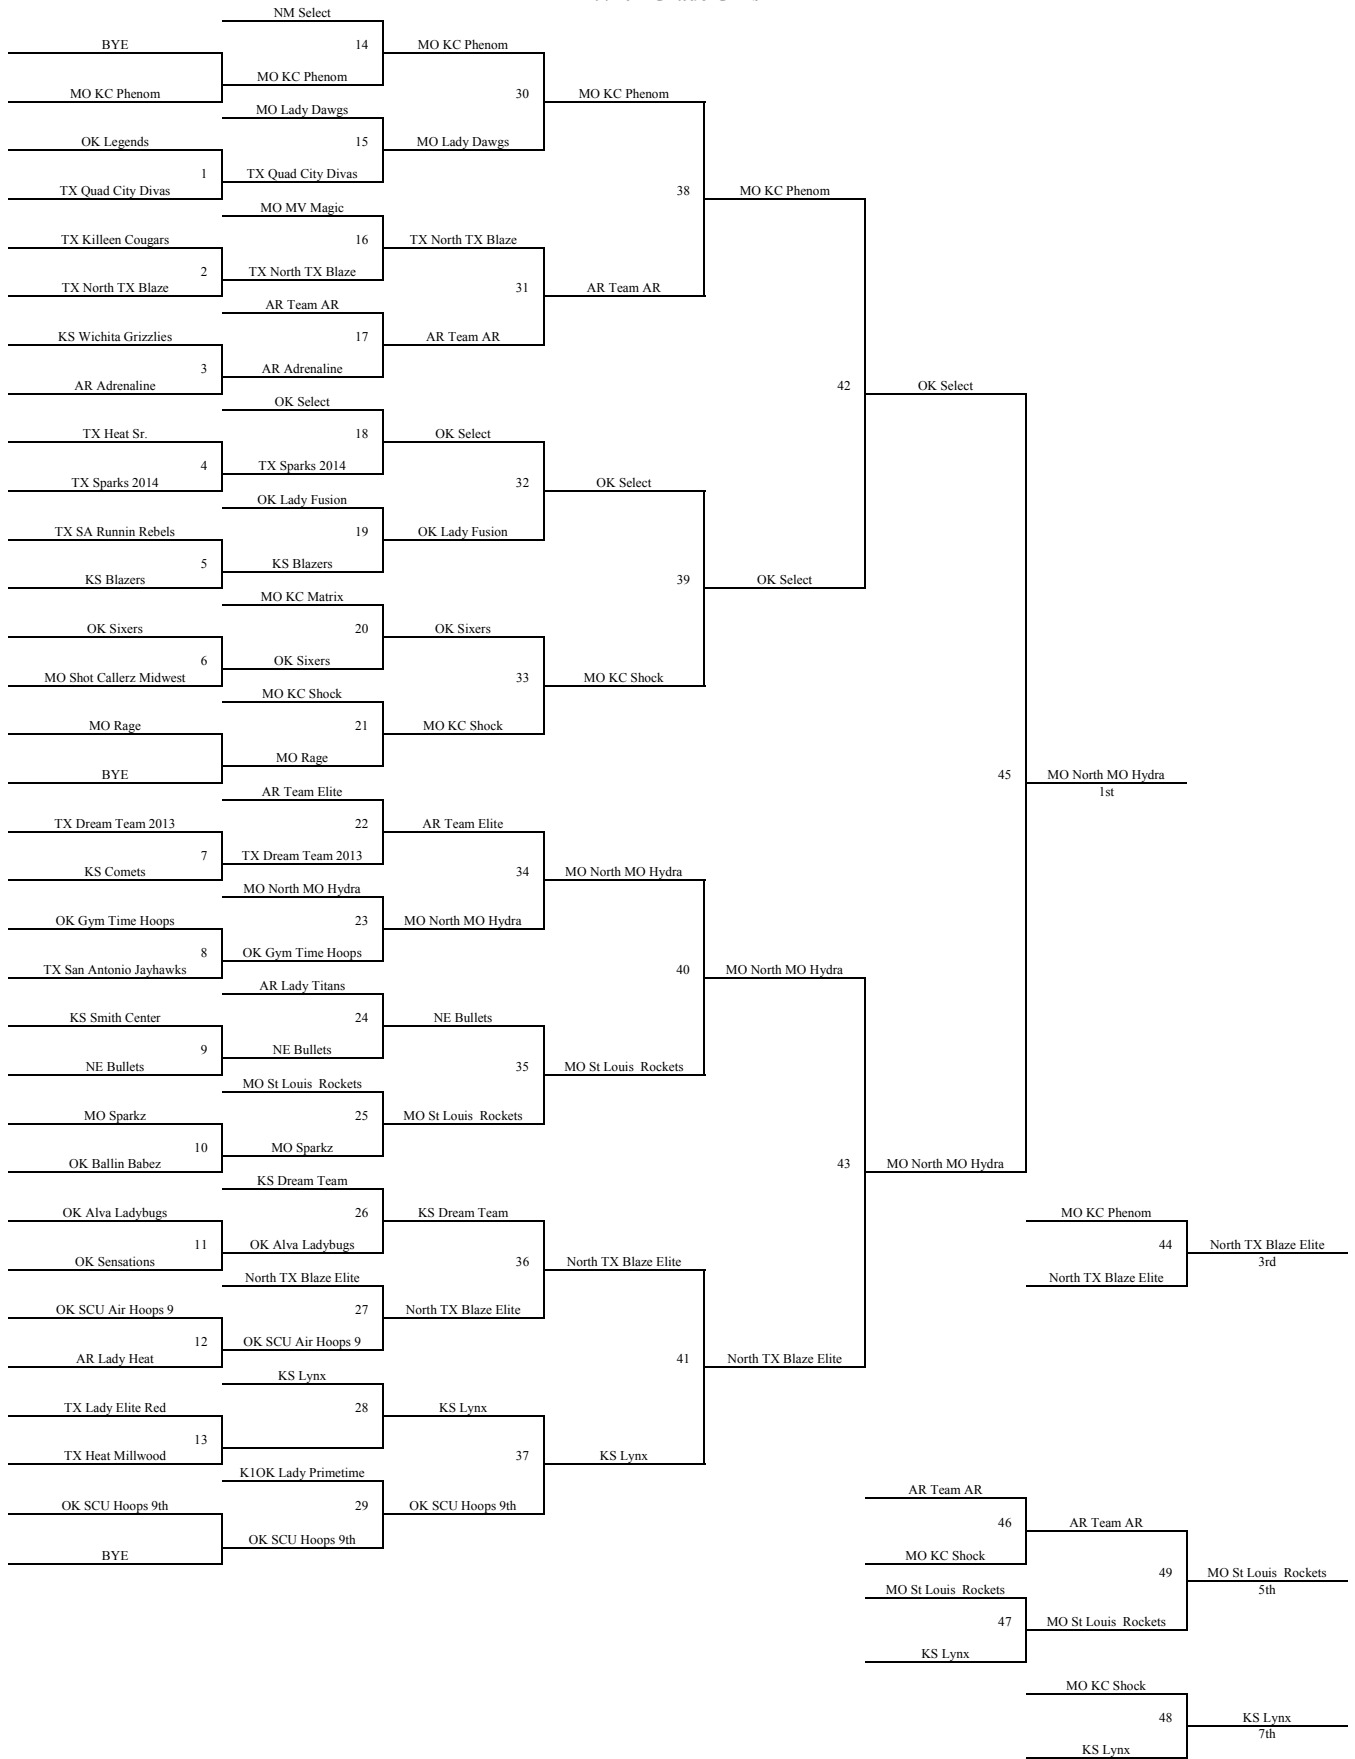 NM Select
BYE
14
MO KC Phenom
MO KC Phenom
MO KC Phenom
30
MO KC Phenom
MO Lady Dawgs
OK Legends
15
MO Lady Dawgs
1
TX Quad City Divas
TX Quad City Divas
38
MO KC Phenom
MO MV Magic
TX Killeen Cougars
16
TX North TX Blaze
2
TX North TX Blaze
TX North TX Blaze
31
AR Team AR
AR Team AR
KS Wichita Grizzlies
17
AR Team AR
3
AR Adrenaline
AR Adrenaline
42
OK Select
OK Select
TX Heat Sr.
18
OK Select
4
TX Sparks 2014
TX Sparks 2014
32
OK Select
OK Lady Fusion
TX SA Runnin Rebels
19
OK Lady Fusion
5
KS Blazers
KS Blazers
39
OK Select
MO KC Matrix
OK Sixers
20
OK Sixers
6
OK Sixers
MO Shot Callerz Midwest
33
MO KC Shock
MO KC Shock
MO Rage
21
MO KC Shock
MO Rage
BYE
45
MO North MO Hydra
1st
AR Team Elite
TX Dream Team 2013
22
AR Team Elite
7
TX Dream Team 2013
KS Comets
34
MO North MO Hydra
MO North MO Hydra
OK Gym Time Hoops
23
MO North MO Hydra
8
OK Gym Time Hoops
TX San Antonio Jayhawks
40
MO North MO Hydra
AR Lady Titans
KS Smith Center
24
NE Bullets
9
NE Bullets
NE Bullets
35
MO St Louis Rockets
MO St Louis Rockets
MO Sparkz
25
MO St Louis Rockets
10
MO Sparkz
OK Ballin Babez
43
MO North MO Hydra
KS Dream Team
OK Alva Ladybugs
26
KS Dream Team
MO KC Phenom
11
OK Alva Ladybugs
44
North TX Blaze Elite
3rd
OK Sensations
36
North TX Blaze Elite
North TX Blaze Elite
North TX Blaze Elite
OK SCU Air Hoops 9
27
North TX Blaze Elite
12
OK SCU Air Hoops 9
AR Lady Heat
41
North TX Blaze Elite
KS Lynx
TX Lady Elite Red
28
KS Lynx
13
TX Heat Millwood
37
KS Lynx
K1OK Lady Primetime
AR Team AR
OK SCU Hoops 9th
29
OK SCU Hoops 9th
46
AR Team AR
OK SCU Hoops 9th
BYE
MO KC Shock
49
MO St Louis Rockets
5th
MO St Louis Rockets
47
MO St Louis Rockets
KS Lynx
MO KC Shock
48
KS Lynx
7th
KS Lynx